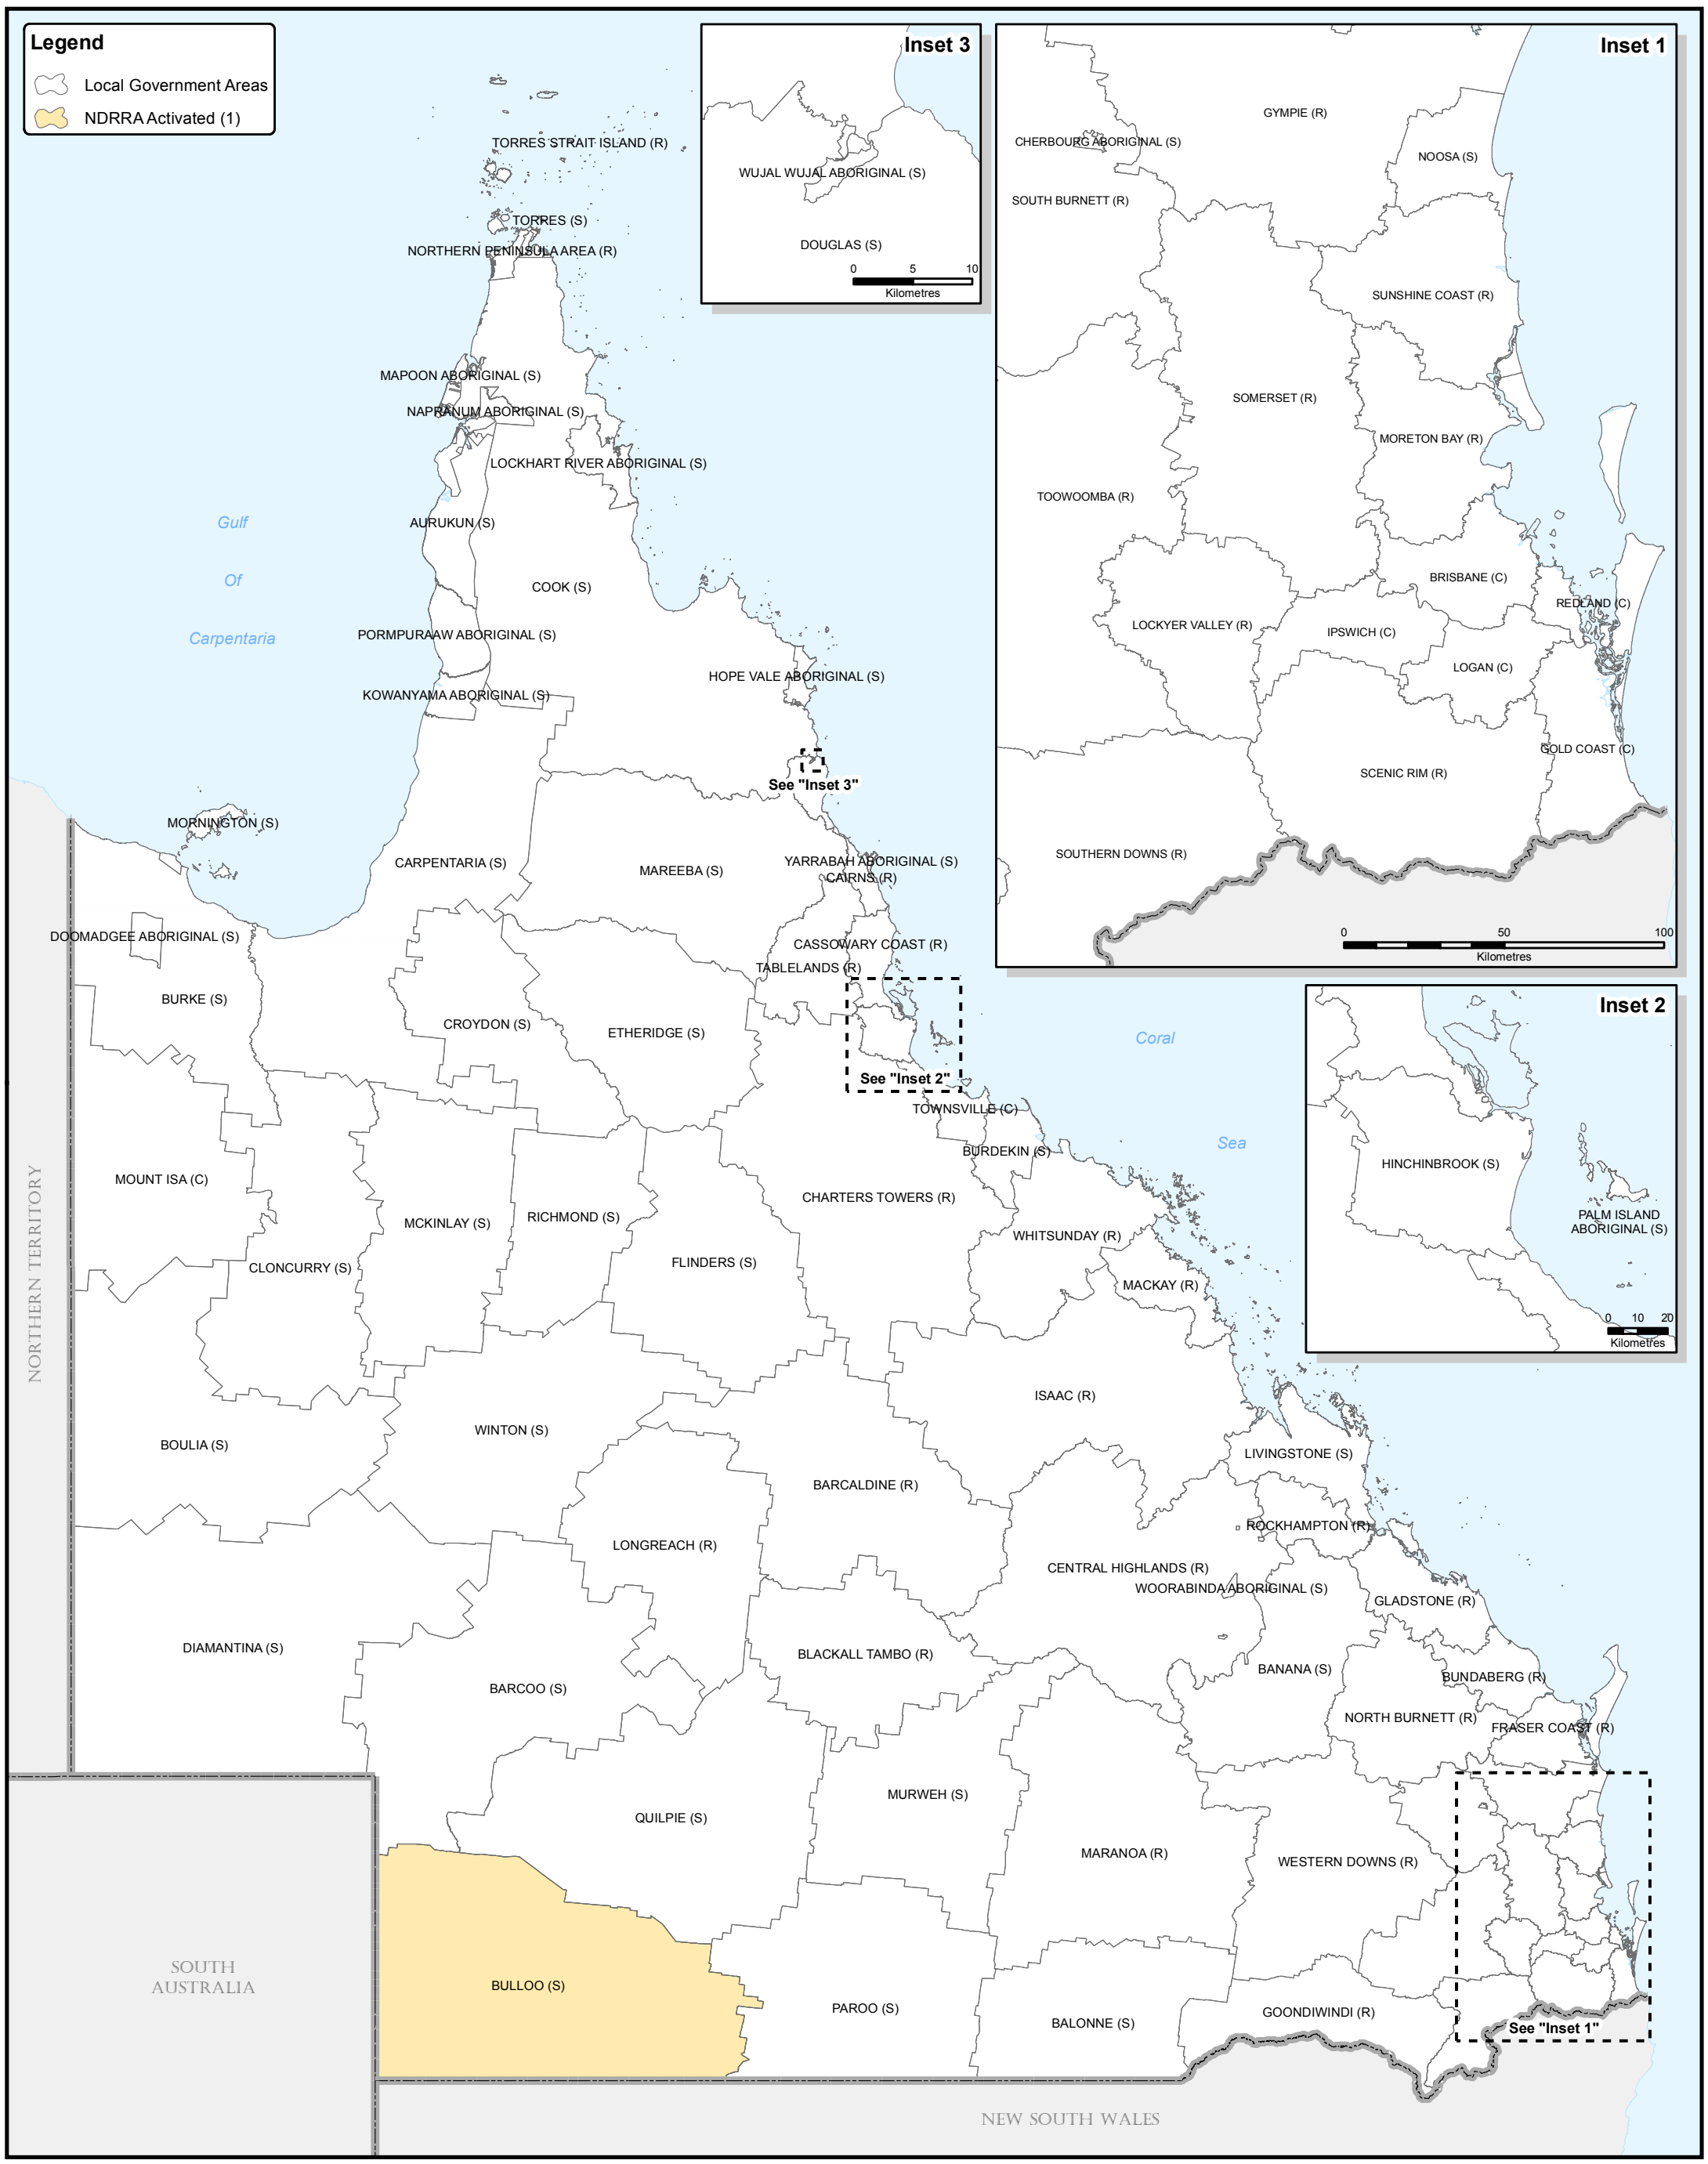 Legend
Local Government Areas
NDRRA Activated (1)
Inset 3
WUJAL WUJAL ABORIGINAL (S)
DOUGLAS (S)
0 5 10
Kilometres
Inset 1
GYMPIE (R)
CHERBOURG ABORIGINAL (S)
NOOSA (S)
SOUTH BURNETT (R)
SUNSHINE COAST (R)
SOMERSET (R)
MORETON BAY (R)
TOOWOOMBA (R)
BRISBANE (C)
REDLAND (C)
LOCKYER VALLEY (R)
IPSWICH (C)
LOGAN (C)
GOLD COAST (C)
SCENIC RIM (R)
SOUTHERN DOWNS (R)
0 50 100
Kilometres
Inset 2
HINCHINBROOK (S)
PALM ISLAND
ABORIGINAL (S)
0 10 20
Kilometres
TORRES STRAIT ISLAND (R)
TORRES (S)
NORTHERN PENINSULA AREA (R)
MAPOON ABORIGINAL (S)
NAPRANUM ABORIGINAL (S)
LOCKHART RIVER ABORIGINAL (S)
Gulf
Of
Carpentaria
AURUKUN (S)
COOK (S)
PORMPURAAW ABORIGINAL (S)
HOPE VALE ABORIGINAL (S)
KOWANYAMA ABORIGINAL (S)
See "Inset 3"
MORNINGTON (S)
CARPENTARIA (S)
MAREEBA (S)
YARRABAH ABORIGINAL (S)
CAIRNS (R)
DOOMADGEE ABORIGINAL (S)
CASSOWARY COAST (R)
TABLELANDS (R)
BURKE (S)
CROYDON (S)
ETHERIDGE (S)
Coral
Sea
See "Inset 2"
TOWNSVILLE (C)
BURDEKIN (S)
MOUNT ISA (C)
CHARTERS TOWERS (R)
RICHMOND (S)
MCKINLAY (S)
WHITSUNDAY (R)
FLINDERS (S)
CLONCURRY (S)
MACKAY (R)
NORTHERN TERRITORY
ISAAC (R)
WINTON (S)
BOULIA (S)
LIVINGSTONE (S)
BARCALDINE (R)
ROCKHAMPTON (R)
LONGREACH (R)
CENTRAL HIGHLANDS (R)
WOORABINDA ABORIGINAL (S)
GLADSTONE (R)
DIAMANTINA (S)
BLACKALL TAMBO (R)
BANANA (S)
BUNDABERG (R)
BARCOO (S)
NORTH BURNETT (R)
FRASER COAST (R)
MURWEH (S)
QUILPIE (S)
MARANOA (R)
WESTERN DOWNS (R)
SOUTH
AUSTRALIA
BULLOO (S)
PAROO (S)
BALONNE (S)
GOONDIWINDI (R)
See "Inset 1"
NEW SOUTH WALES